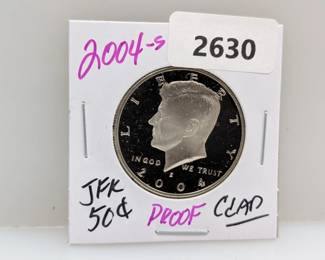 2004-S
2630
LIBERTY
IN GOD WE TRUST
S
2004
JFK
50¢ PROOF CLAD